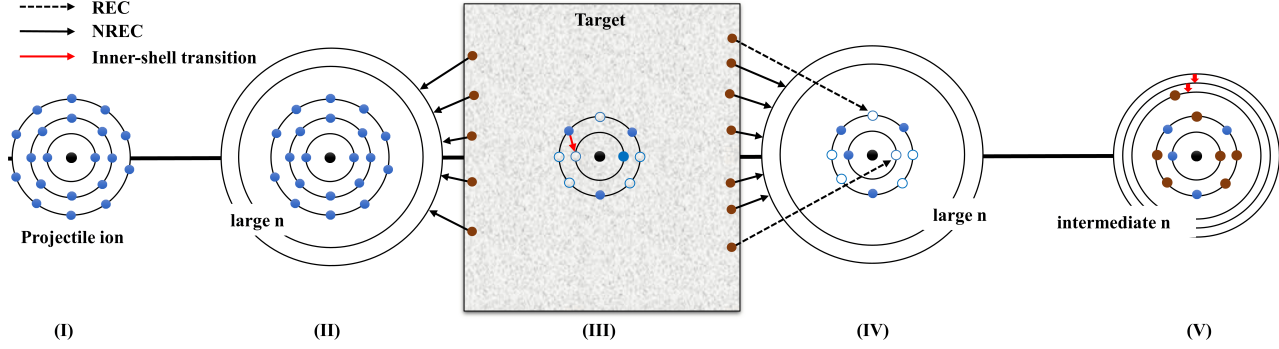 REC
NREC
Inner-shell transition
Target
large n
Projectile ion
large n
intermediate n
(I)
(II)
(III)
(IV)
(V)